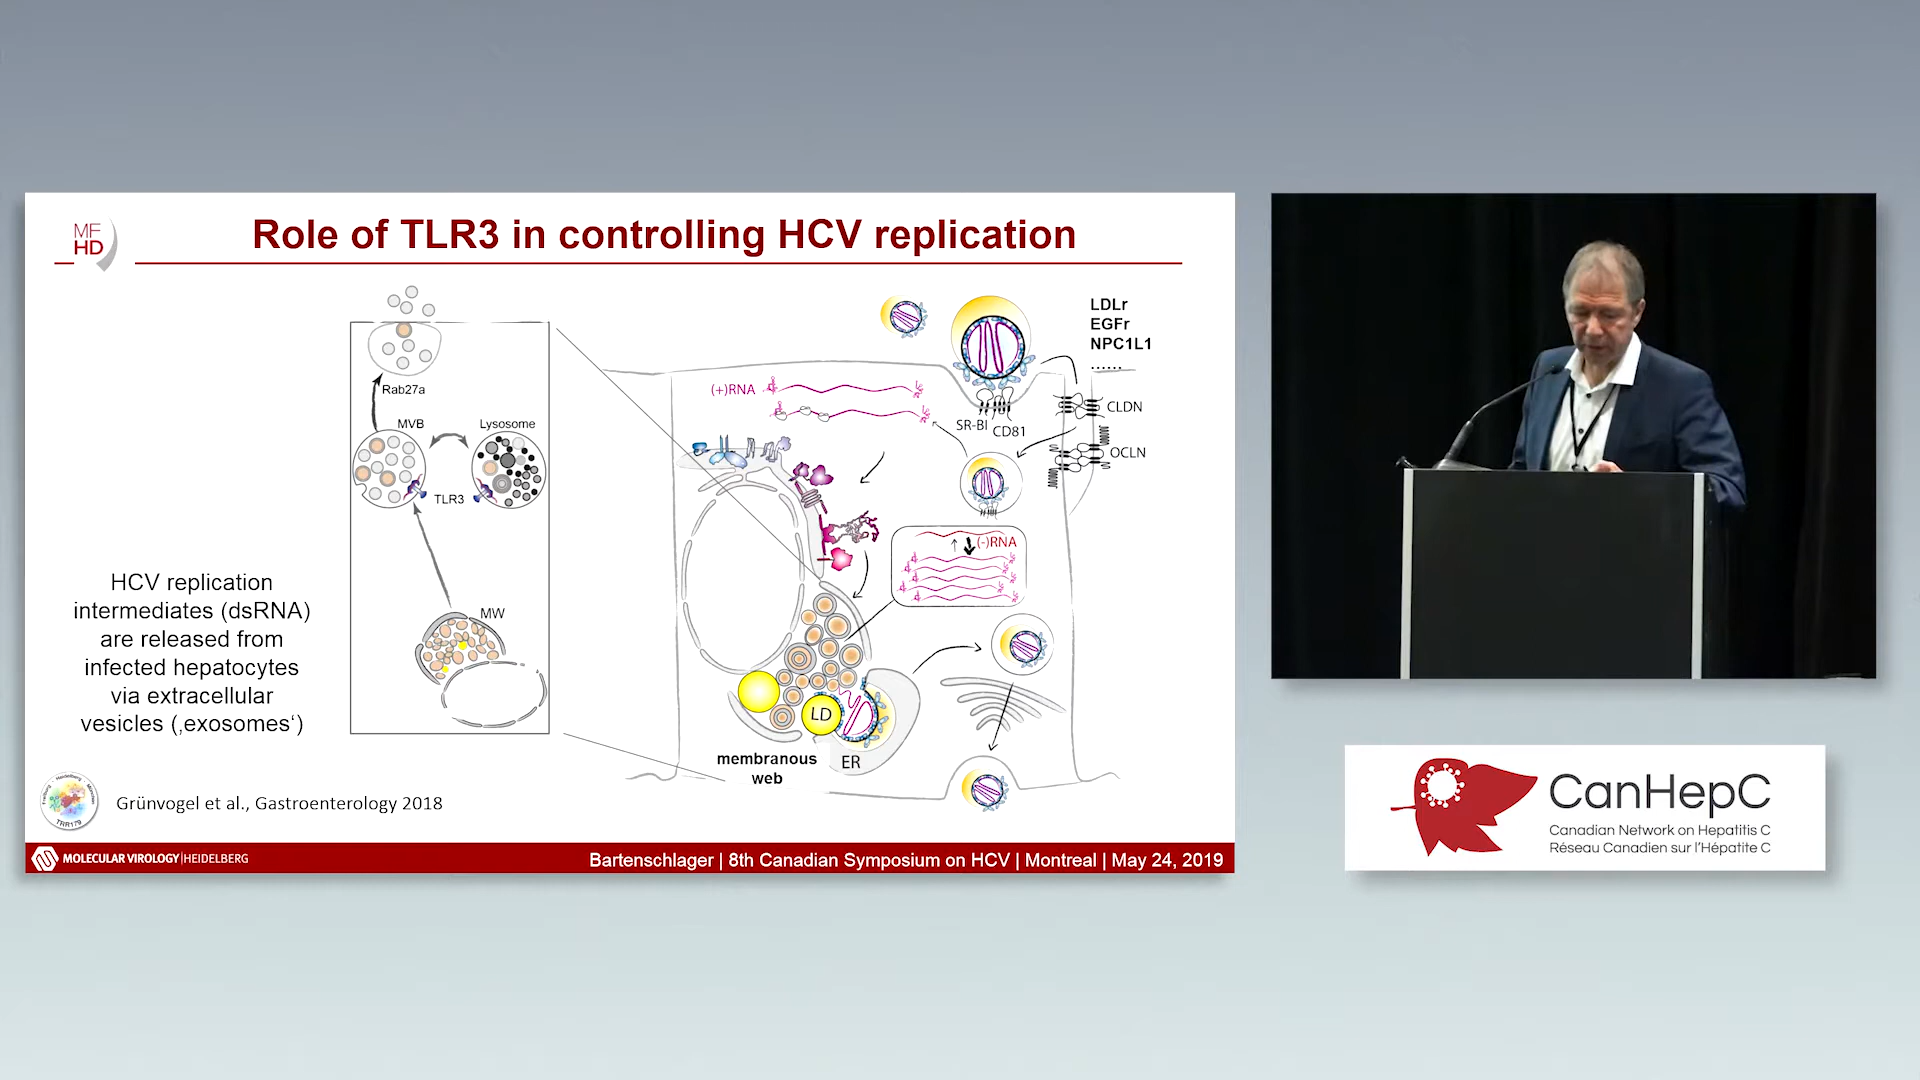 MF
HD
Role of TLR3 in controlling HCV replication
Rab27a
MVB
Lysosome
TLR3
MW
HCV replication
intermediates (dsRNA)
are released from
infected hepatocytes
via extracellular
vesicles (‚exosomes‘)
LDLr
EGFr
NPC1L1
......
(+)RNA
SR-BI
CD81
CLDN
OCLN
(-)RNA
LD
ER
membranous
web
Heidelberg
TRR179
Grünvogel et al., Gastroenterology 2018
MOLECULAR VIROLOGY|HEIDELBERG
Bartenschlager | 8th Canadian Symposium on HCV | Montreal | May 24, 2019
CanHepC
Canadian Network on Hepatitis C
Réseau Canadien sur l'Hépatite C